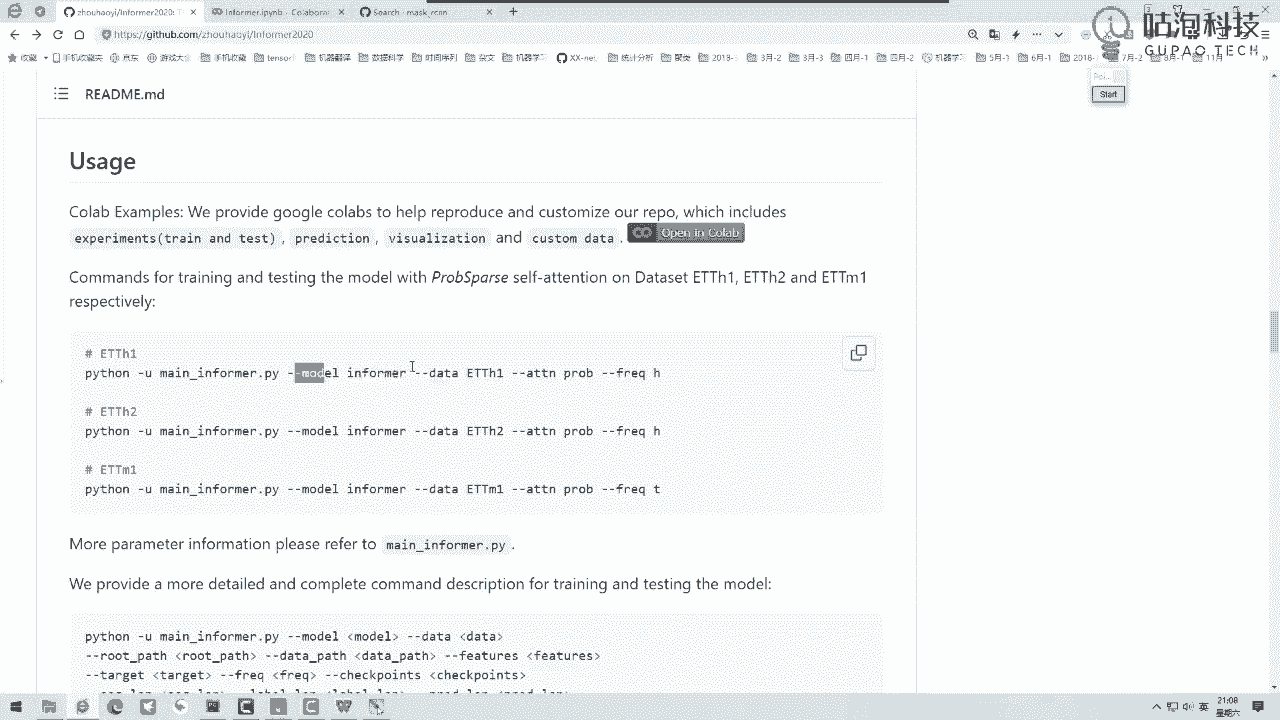 zhouhaoyi/Informer2020: T
Informer.ipynb - Colaborat
Search · mask_rcnn
https://github.com/zhouhaoyi/Informer2020
咕泡科技
GUPAO TECH
收藏
手机收藏夹
京东
游戏大
手机收藏
tensor
机器翻译
数据科学
时间序列
杂文
机器学
XX-net
统计分析
聚类
2018-
3月-2
3月-3
四月-1
四月-2
机器学
5月-1
6月-1
2018-
11月
Start
README.md
Usage
Colab Examples: We provide google colabs to help reproduce and customize our repo, which includes
experiments(train and test) , prediction , visualization and custom data . Open in Colab
Commands for training and testing the model with ProbSparse self-attention on Dataset ETTh1, ETTh2 and ETTm1
respectively:
# ETTh1
python -u main_informer.py --model informer --data ETTh1 --attn prob --freq h
# ETTh2
python -u main_informer.py --model informer --data ETTh2 --attn prob --freq h
# ETTm1
python -u main_informer.py --model informer --data ETTm1 --attn prob --freq t
More parameter information please refer to main_informer.py .
We provide a more detailed and complete command description for training and testing the model:
python -u main_informer.py --model <model> --data <data>
--root_path <root_path> --data_path <data_path> --features <features>
--target <target> --freq <freq> --checkpoints <checkpoints>
英
21:08
星期六